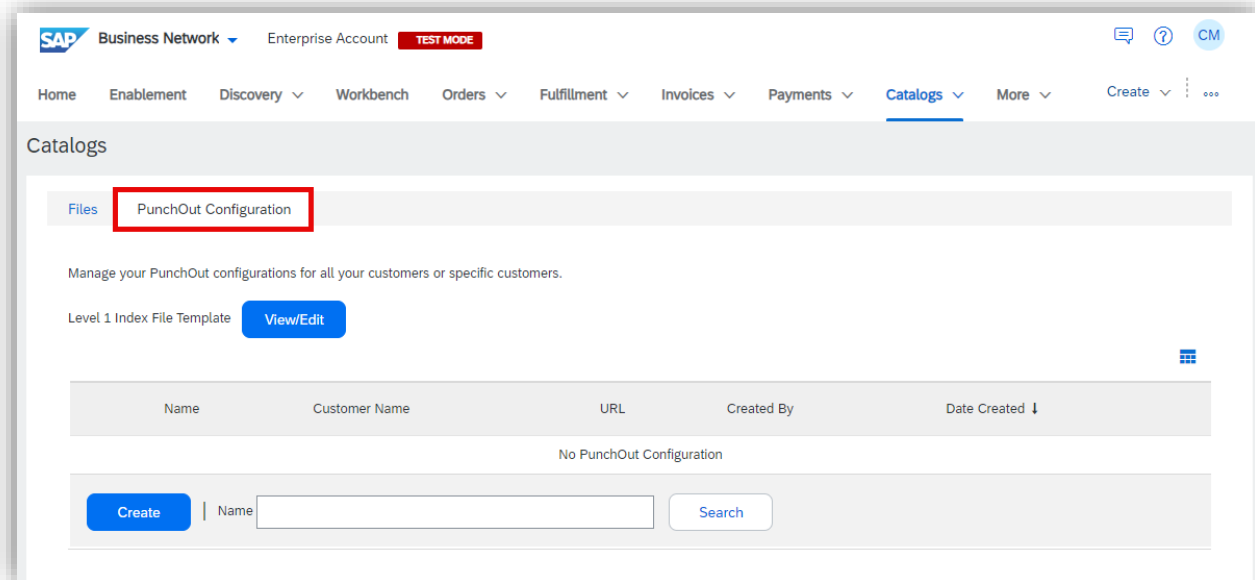 SAP Business Network Enterprise Account TEST MODE CM
Home Enablement Discovery Workbench Orders Fulfillment Invoices Payments Catalogs More Create
Catalogs
Files PunchOut Configuration
Manage your PunchOut configurations for all your customers or specific customers.
Level 1 Index File Template View/Edit
Name Customer Name URL Created By Date Created ↓
No PunchOut Configuration
Create | Name Search